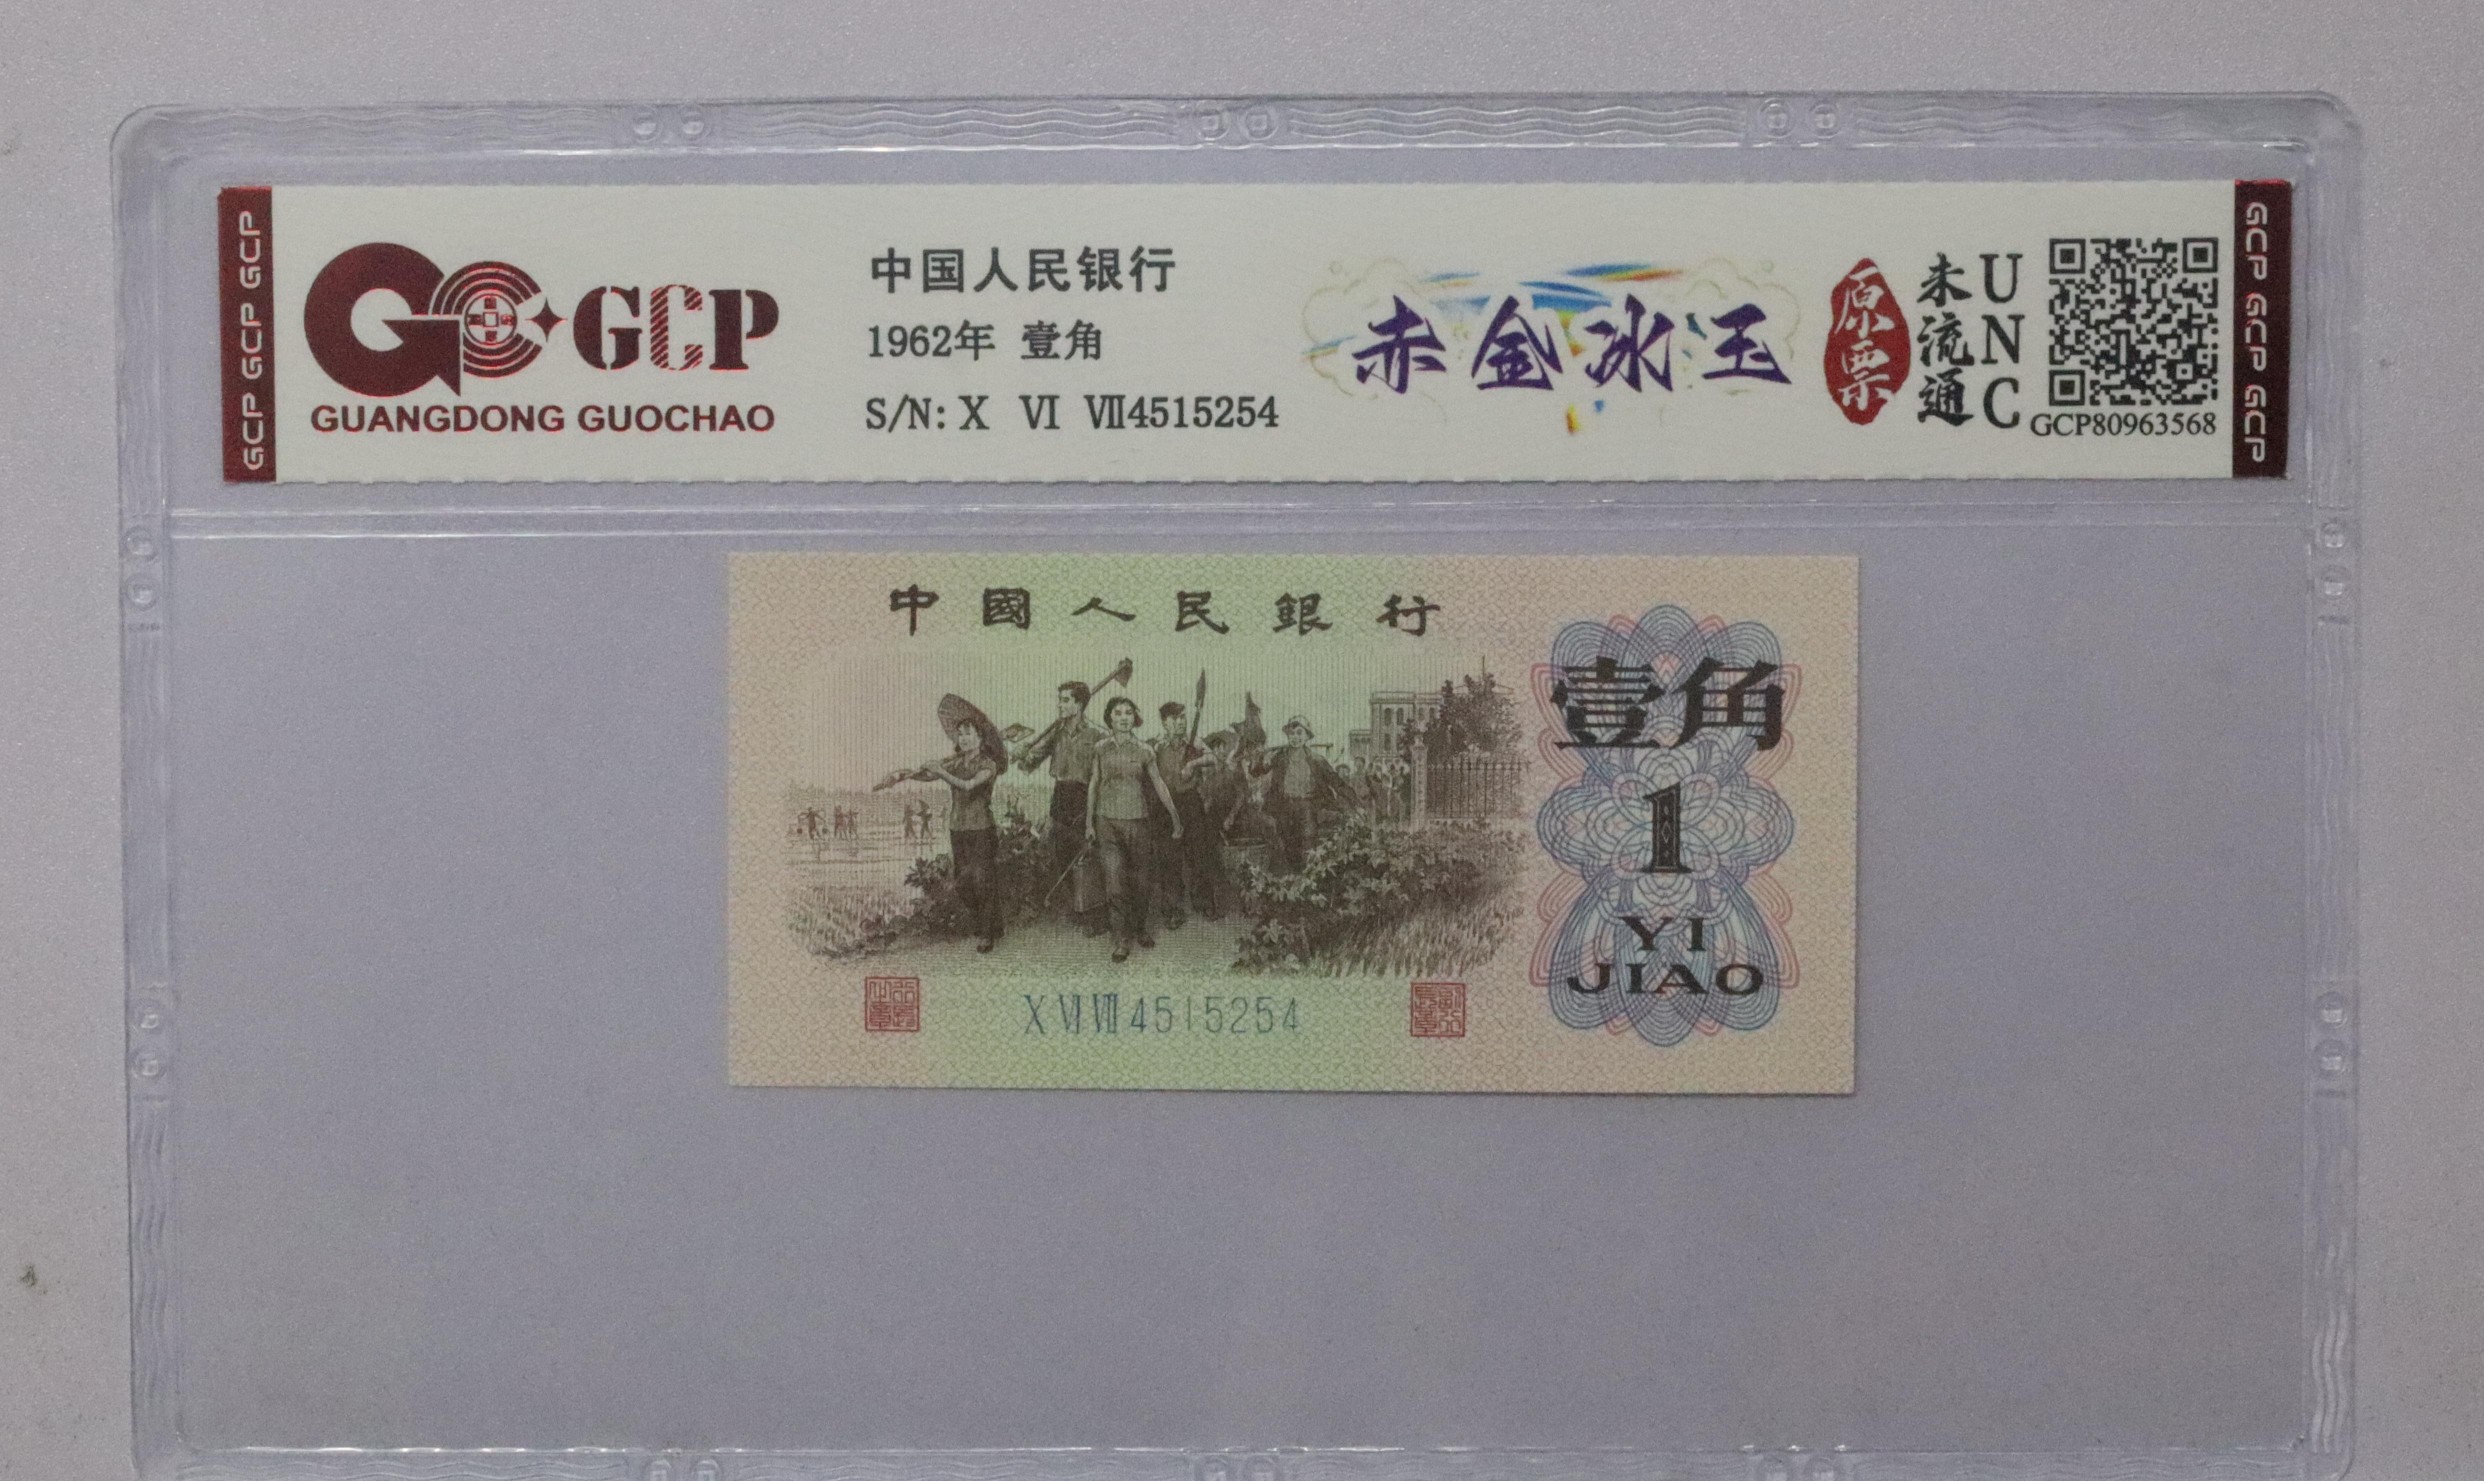 GCP GCP GCP
GCP
GUANGDONG GUOCHAO
中国人民银行
1962年 壹角
S/N: X VI VII4515254
赤金冰玉
原票
未流通
UNC
GCP80963568
GCP GCP GCP
中國人民銀行
壹角
1
YI
JIAO
X VI VII 4515254